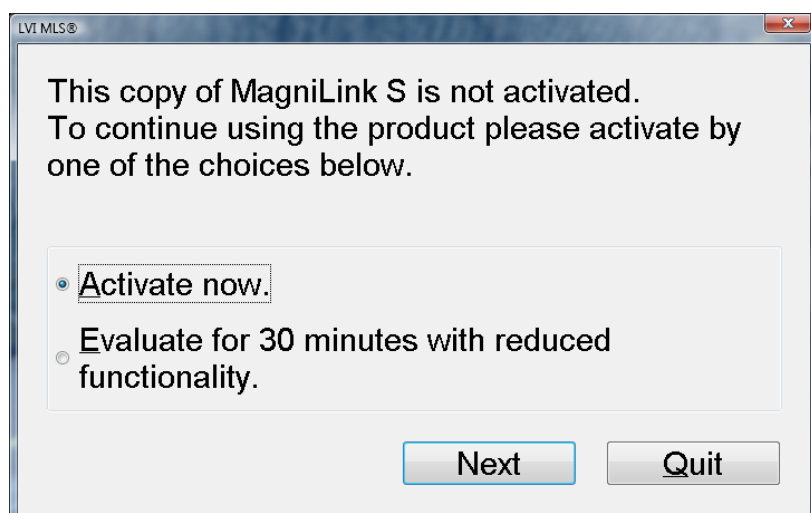 LVI MLS®
This copy of MagniLink S is not activated.
To continue using the product please activate by
one of the choices below.
Activate now.
Evaluate for 30 minutes with reduced
functionality.
Next
Quit